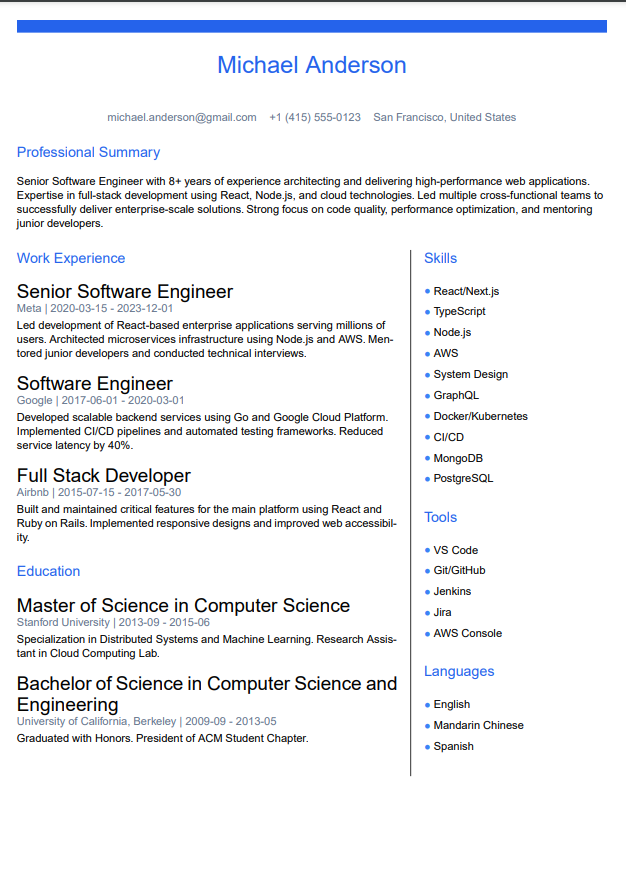 Michael Anderson
michael.anderson@gmail.com +1 (415) 555-0123 San Francisco, United States
Professional Summary
Senior Software Engineer with 8+ years of experience architecting and delivering high-performance web applications.
Expertise in full-stack development using React, Node.js, and cloud technologies. Led multiple cross-functional teams to
successfully deliver enterprise-scale solutions. Strong focus on code quality, performance optimization, and mentoring
junior developers.
Work Experience
Senior Software Engineer
Meta | 2020-03-15 - 2023-12-01
Led development of React-based enterprise applications serving millions of
users. Architected microservices infrastructure using Node.js and AWS. Men-
tored junior developers and conducted technical interviews.
Software Engineer
Google | 2017-06-01 - 2020-03-01
Developed scalable backend services using Go and Google Cloud Platform.
Implemented CI/CD pipelines and automated testing frameworks. Reduced
service latency by 40%.
Full Stack Developer
Airbnb | 2015-07-15 - 2017-05-30
Built and maintained critical features for the main platform using React and
Ruby on Rails. Implemented responsive designs and improved web accessibil-
ity.
Education
Master of Science in Computer Science
Stanford University | 2013-09 - 2015-06
Specialization in Distributed Systems and Machine Learning. Research Assis-
tant in Cloud Computing Lab.
Bachelor of Science in Computer Science and
Engineering
University of California, Berkeley | 2009-09 - 2013-05
Graduated with Honors. President of ACM Student Chapter.
Skills
• React/Next.js
• TypeScript
• Node.js
• AWS
• System Design
• GraphQL
• Docker/Kubernetes
• CI/CD
• MongoDB
• PostgreSQL
Tools
• VS Code
• Git/GitHub
• Jenkins
• Jira
• AWS Console
Languages
• English
• Mandarin Chinese
• Spanish